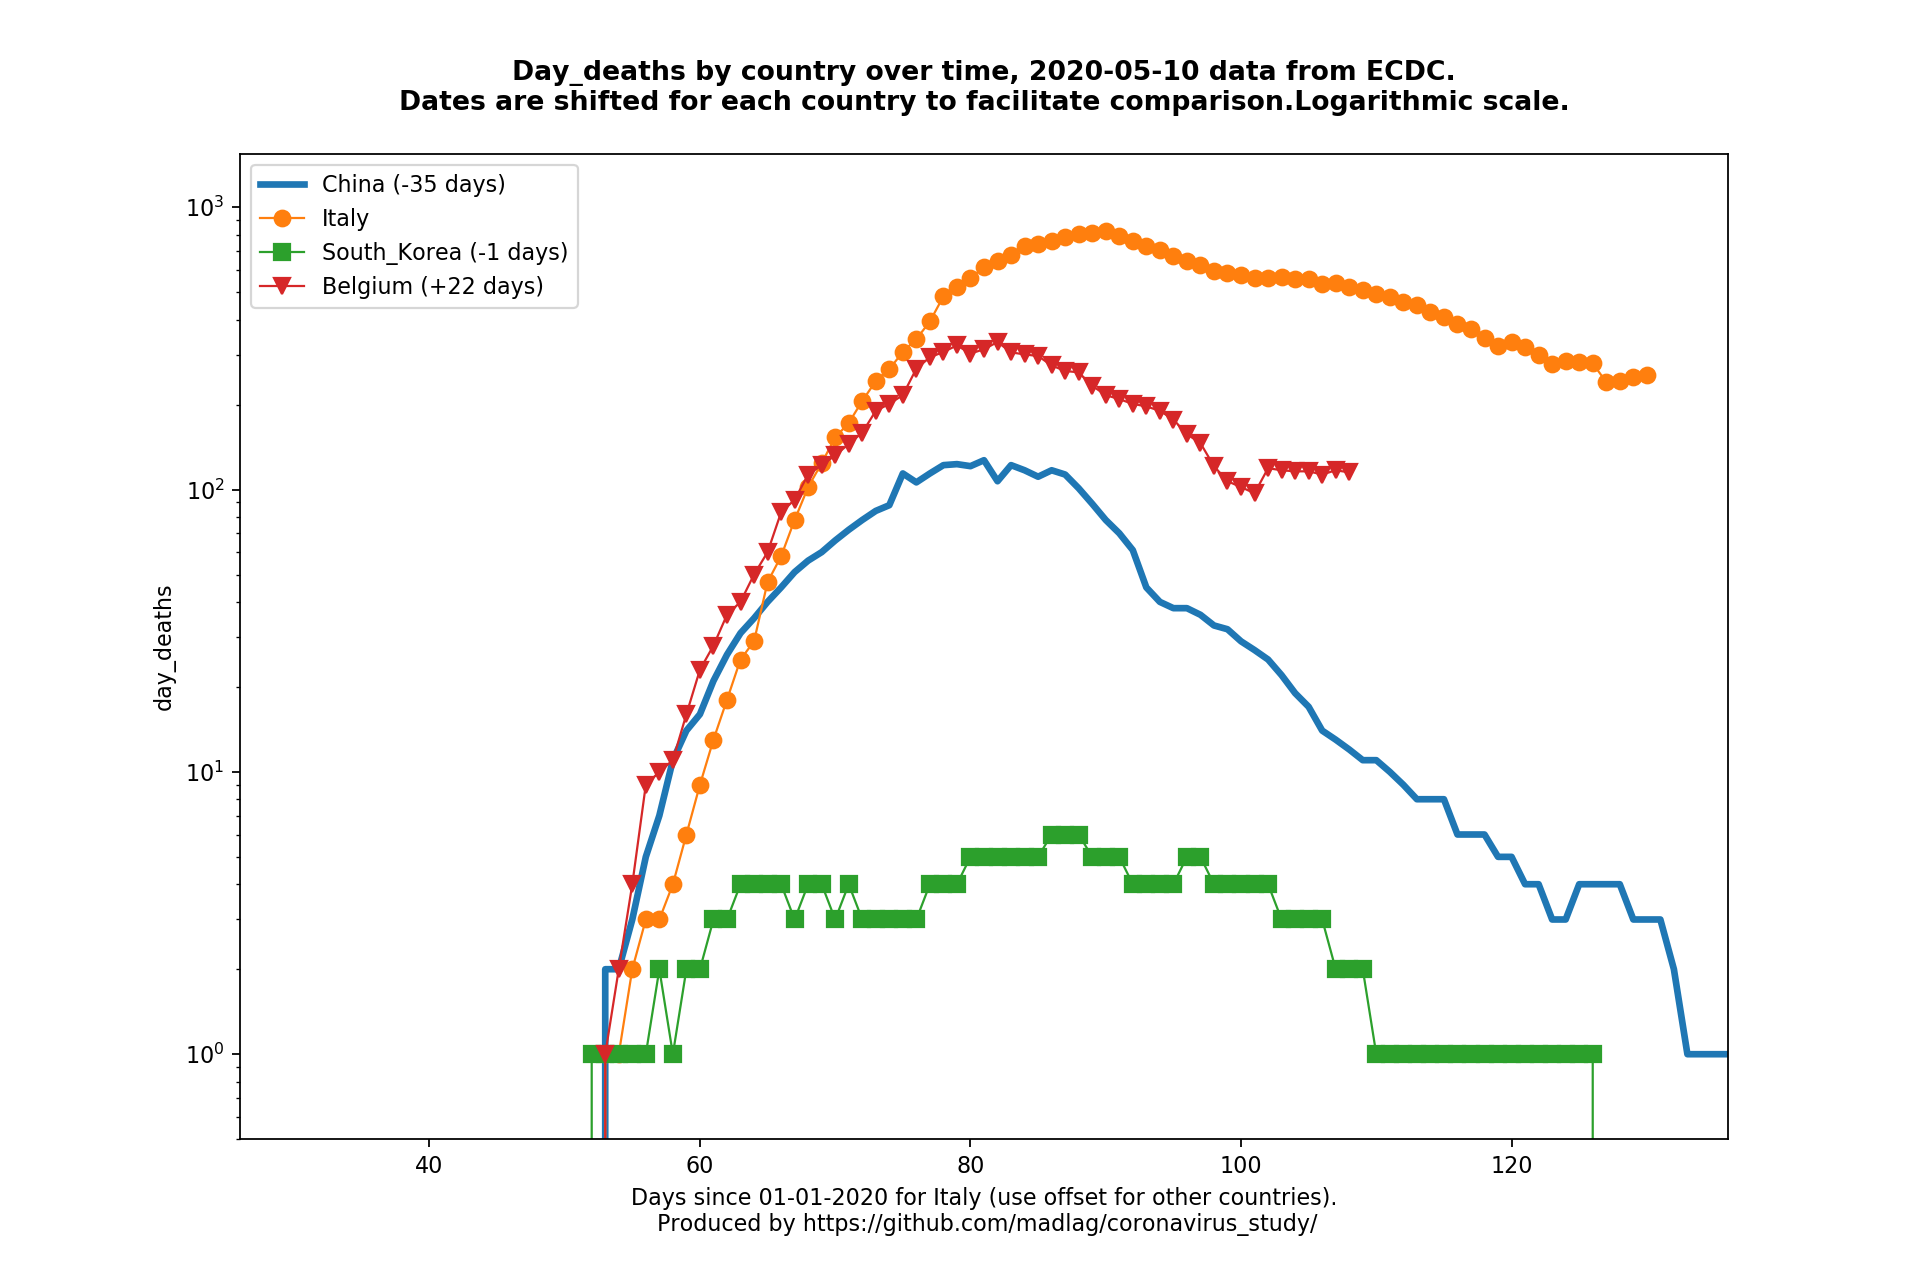 Day_deaths by country over time, 2020-05-10 data from ECDC.
Dates are shifted for each country to facilitate comparison.Logarithmic scale.
China (-35 days)
Italy
South_Korea (-1 days)
Belgium (+22 days)
10³
10²
10¹
10⁰
day_deaths
40 60 80 100 120
Days since 01-01-2020 for Italy (use offset for other countries).
Produced by https://github.com/madlag/coronavirus_study/